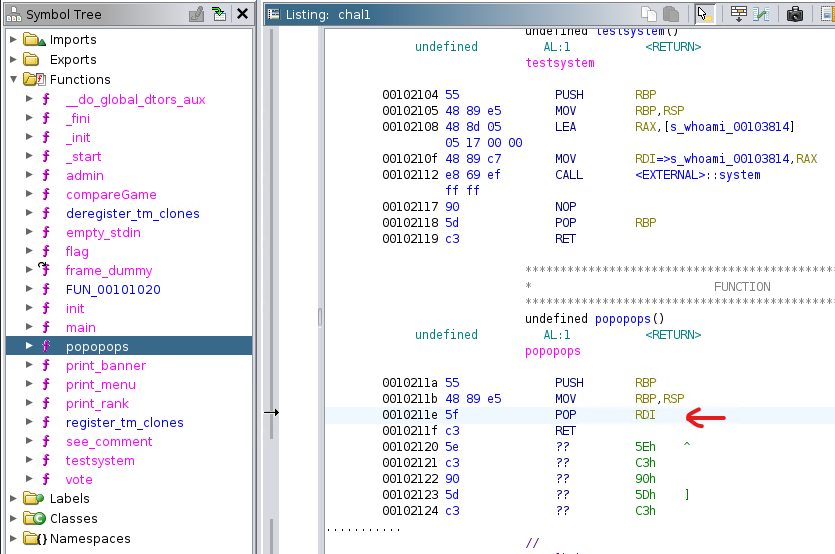 Symbol Tree
Imports
Exports
Functions
f __do_global_dtors_aux
f _fini
f _init
f _start
f admin
f compareGame
f deregister_tm_clones
f empty_stdin
f flag
f frame_dummy
f FUN_00101020
f init
f main
f popopops
f print_banner
f print_menu
f print_rank
f register_tm_clones
f see_comment
f testsystem
f vote
Labels
Classes
{} Namespaces
Listing: chal1
undefined testsystem()
undefined AL:1 <RETURN>
testsystem
00102104 55 PUSH RBP
00102105 48 89 e5 MOV RBP,RSP
00102108 48 8d 05 LEA RAX,[s_whoami_00103814]
05 17 00 00
0010210f 48 89 c7 MOV RDI=>s_whoami_00103814,RAX
00102112 e8 69 ef CALL <EXTERNAL>::system
ff ff
00102117 90 NOP
00102118 5d POP RBP
00102119 c3 RET
*****************************************
* FUNCTION
*****************************************
undefined popopops()
undefined AL:1 <RETURN>
popopops
0010211a 55 PUSH RBP
0010211b 48 89 e5 MOV RBP,RSP
0010211e 5f POP RDI
0010211f c3 RET
00102120 5e ?? 5Eh ^
00102121 c3 ?? C3h
00102122 90 ?? 90h
00102123 5d ?? 5Dh ]
00102124 c3 ?? C3h
...........
//